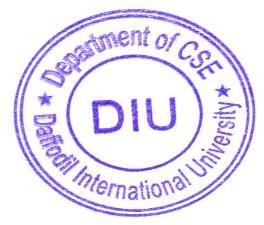 Department of CSE
DIU
★ Daffodil International University ★